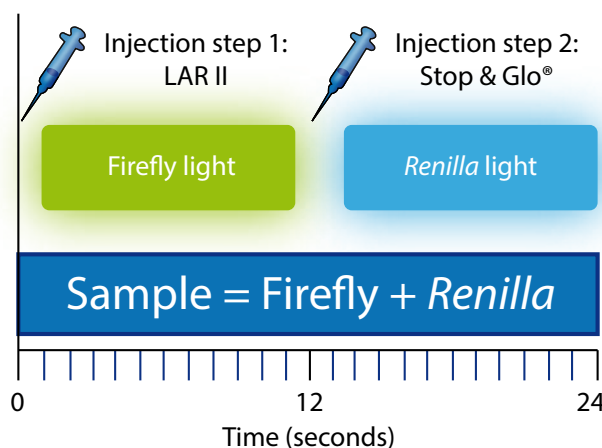 Injection step 1:
LAR II
Injection step 2:
Stop & Glo®
Firefly light
Renilla light
Sample = Firefly + Renilla
0
12
24
Time (seconds)